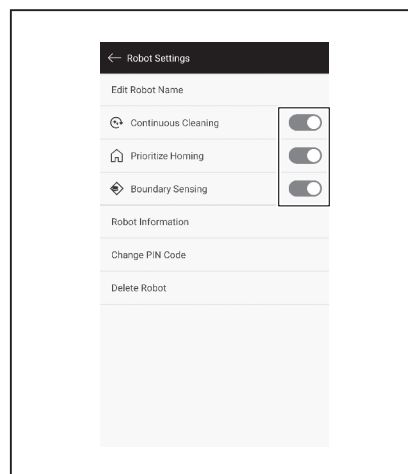 Robot Settings
Edit Robot Name
Continuous Cleaning
Prioritize Homing
Boundary Sensing
Robot Information
Change PIN Code
Delete Robot